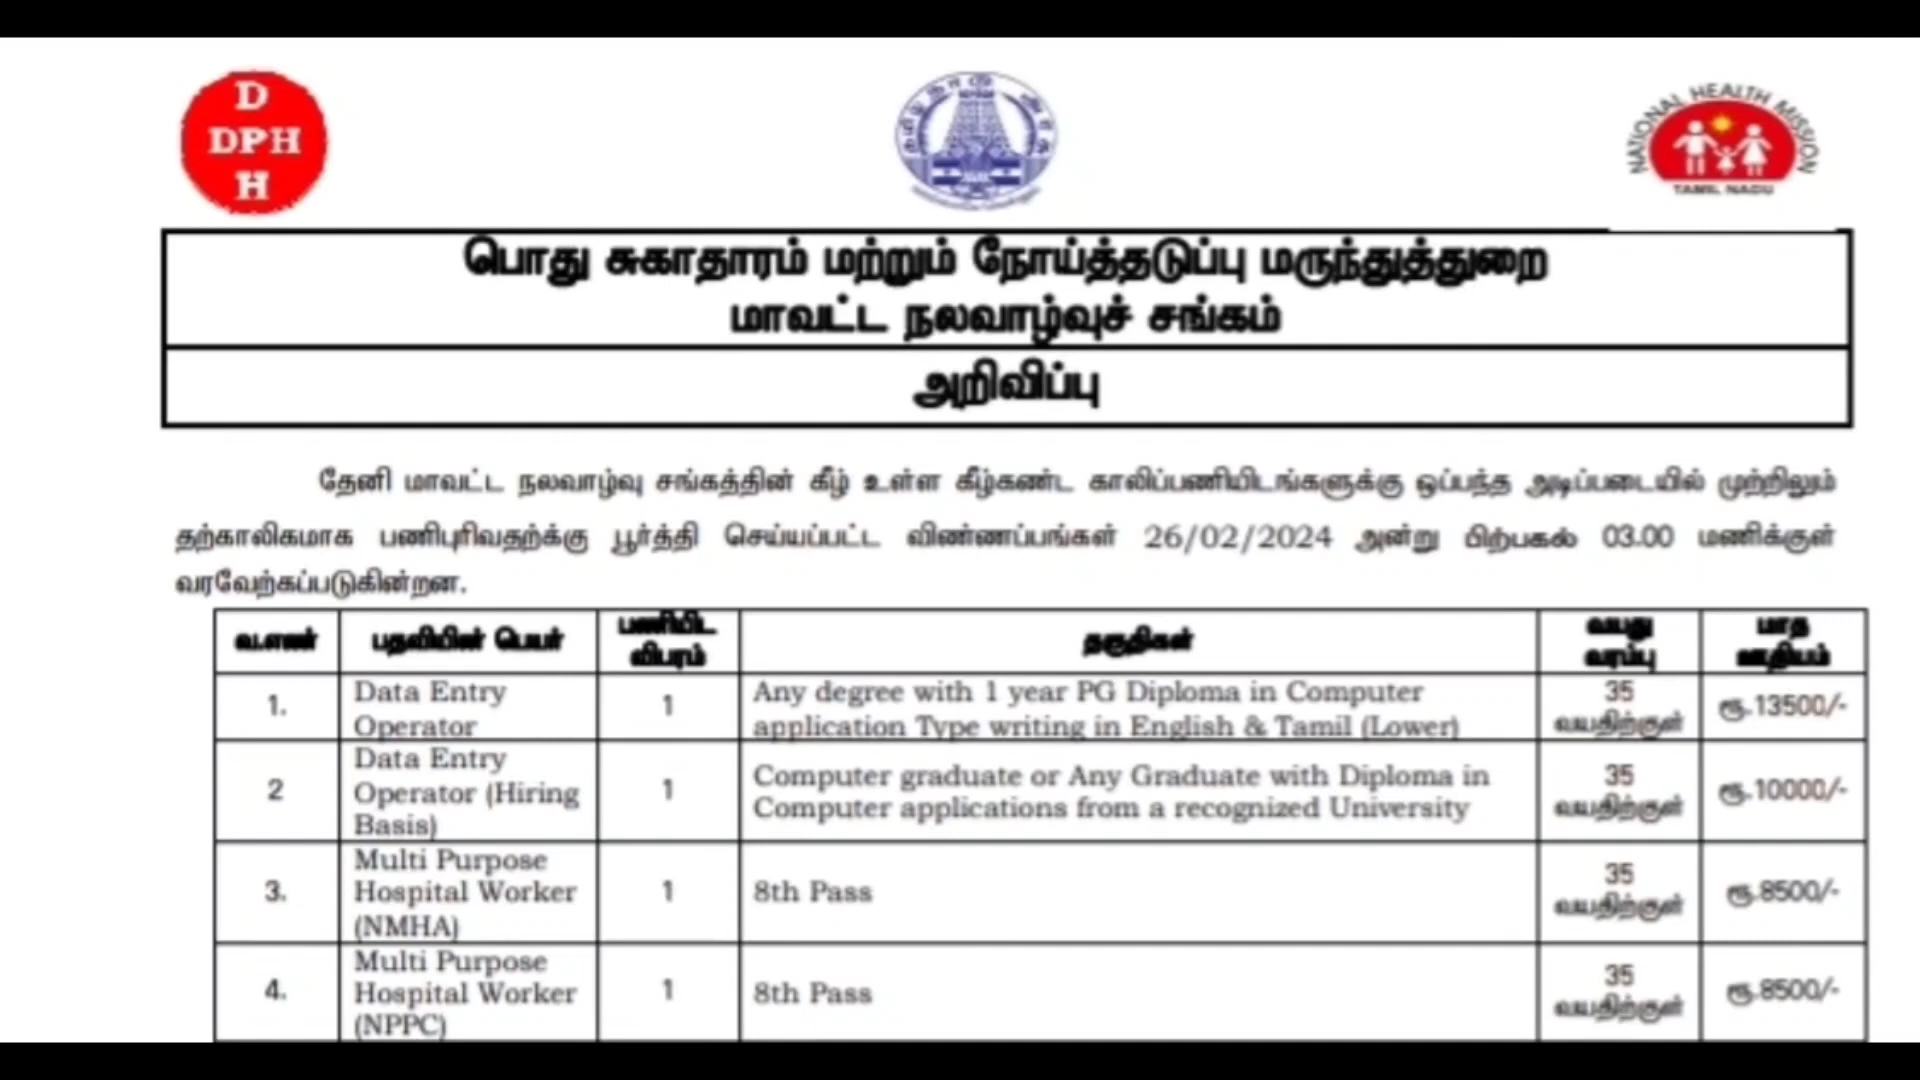 D
DPH
H
தமிழ்நாடு அரசு
NATIONAL HEALTH MISSION
TAMIL NADU
பொது சுகாதாரம் மற்றும் நோய்த்தடுப்பு மருந்துத்துறை
மாவட்ட நலவாழ்வுச் சங்கம்
அறிவிப்பு
தேனி மாவட்ட நலவாழ்வு சங்கத்தின் கீழ் உள்ள கீழ்கண்ட காலிப்பணியிடங்களுக்கு ஒப்பந்த அடிப்படையில் முற்றிலும்
தற்காலிகமாக பணிபுரிவதற்க்கு பூர்த்தி செய்யப்பட்ட விண்ணப்பங்கள் 26/02/2024 அன்று பிற்பகல் 03.00 மணிக்குள்
வரவேற்கப்படுகின்றன.
வ.எண் பதவியின் பெயர் பணியிட விபரம் தகுதிகள் வயது வரம்பு மாத ஊதியம்
1. Data Entry Operator 1 Any degree with 1 year PG Diploma in Computer application Type writing in English & Tamil (Lower) 35 வயதிற்குள் ரூ.13500/-
2 Data Entry Operator (Hiring Basis) 1 Computer graduate or Any Graduate with Diploma in Computer applications from a recognized University 35 வயதிற்குள் ரூ.10000/-
3. Multi Purpose Hospital Worker (NMHA) 1 8th Pass 35 வயதிற்குள் ரூ.8500/-
4. Multi Purpose Hospital Worker (NPPC) 1 8th Pass 35 வயதிற்குள் ரூ.8500/-